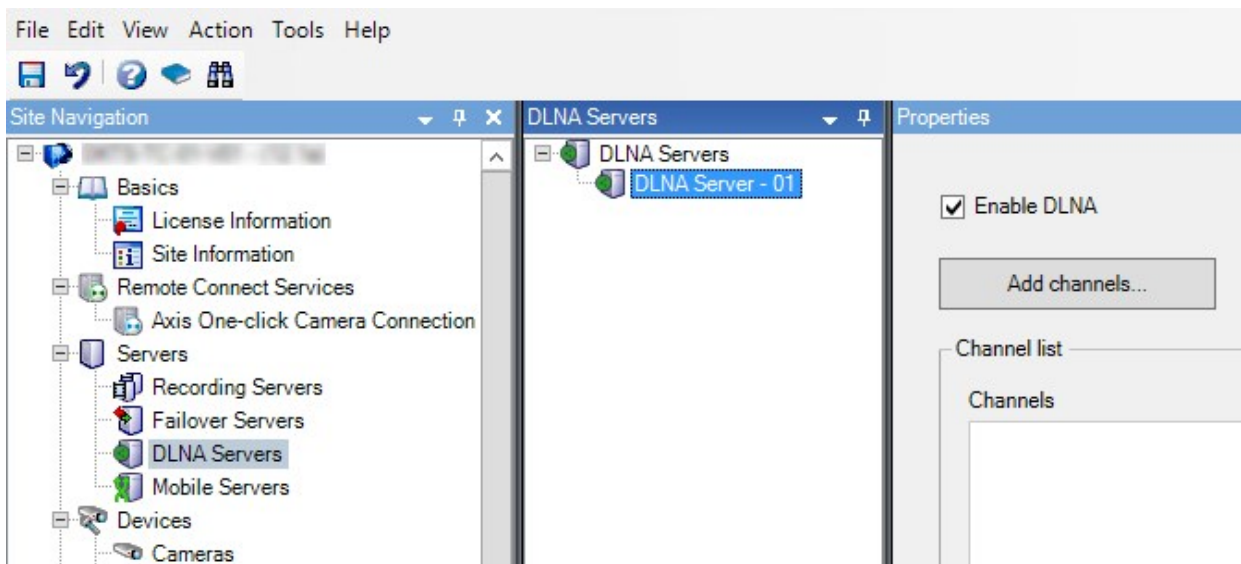 File Edit View Action Tools Help
Site Navigation
Basics
License Information
Site Information
Remote Connect Services
Axis One-click Camera Connection
Servers
Recording Servers
Failover Servers
DLNA Servers
Mobile Servers
Devices
Cameras
DLNA Servers
DLNA Servers
DLNA Server - 01
Properties
Enable DLNA
Add channels...
Channel list
Channels